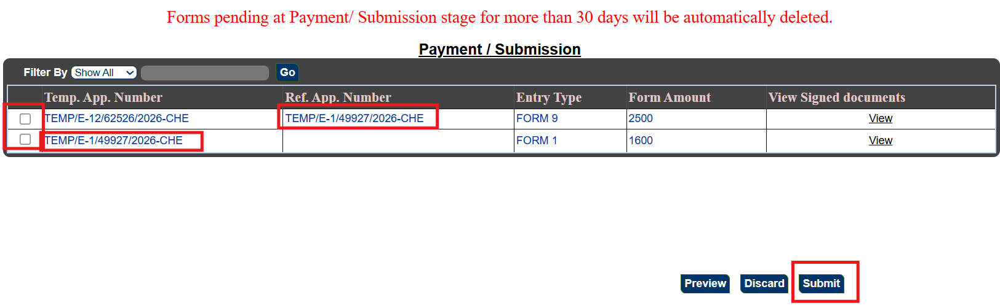 Forms pending at Payment/ Submission stage for more than 30 days will be automatically deleted.
Payment / Submission
Filter By Show All Go
Temp. App. Number Ref. App. Number Entry Type Form Amount View Signed documents
TEMP/E-12/62526/2026-CHE TEMP/E-1/49927/2026-CHE FORM 9 2500 View
TEMP/E-1/49927/2026-CHE FORM 1 1600 View
Preview Discard Submit